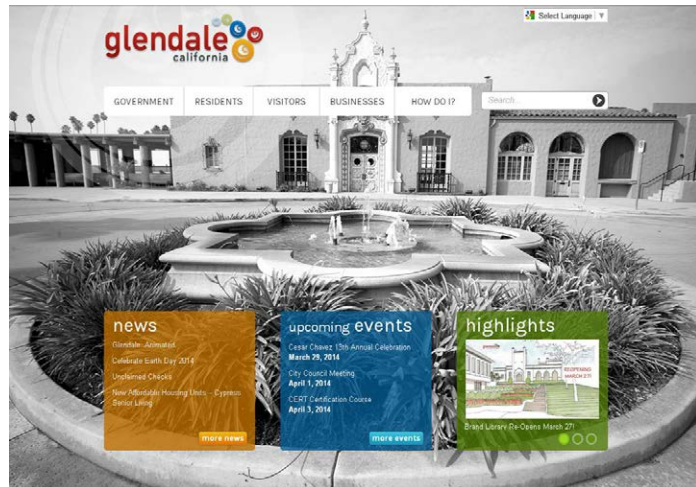 Select Language
glendale
california
GOVERNMENT RESIDENTS VISITORS BUSINESSES HOW DO I?
Search...
news
Glendale: Animated
Celebrate Earth Day 2014
Unclaimed Checks
New Affordable Housing Units - Cypress
Senior Living
more news
upcoming events
Cesar Chavez 13th Annual Celebration
March 29, 2014
City Council Meeting
April 1, 2014
CERT Certification Course
April 3, 2014
more events
highlights
REOPENING
MARCH 27!
Brand Library Re-Opens March 27!